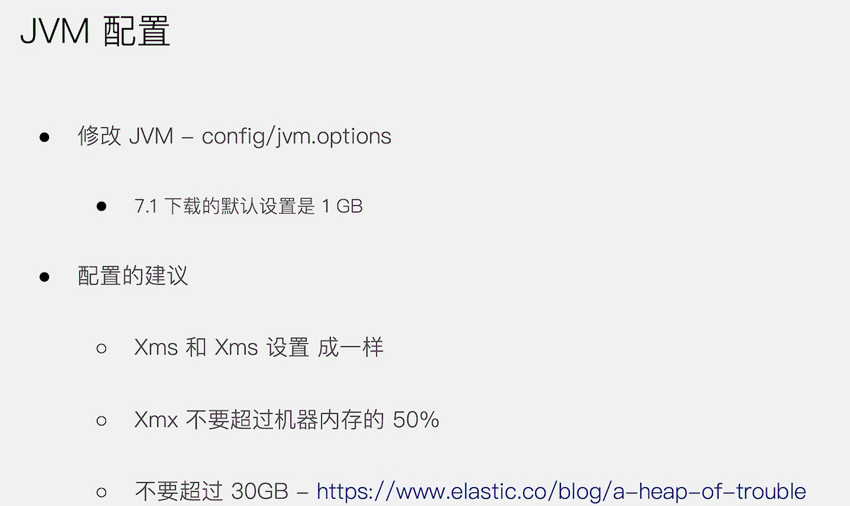 JVM 配置
● 修改 JVM – config/jvm.options
● 7.1 下载的默认设置是 1 GB
● 配置的建议
○ Xms 和 Xms 设置 成一样
○ Xmx 不要超过机器内存的 50%
○ 不要超过 30GB – https://www.elastic.co/blog/a-heap-of-trouble